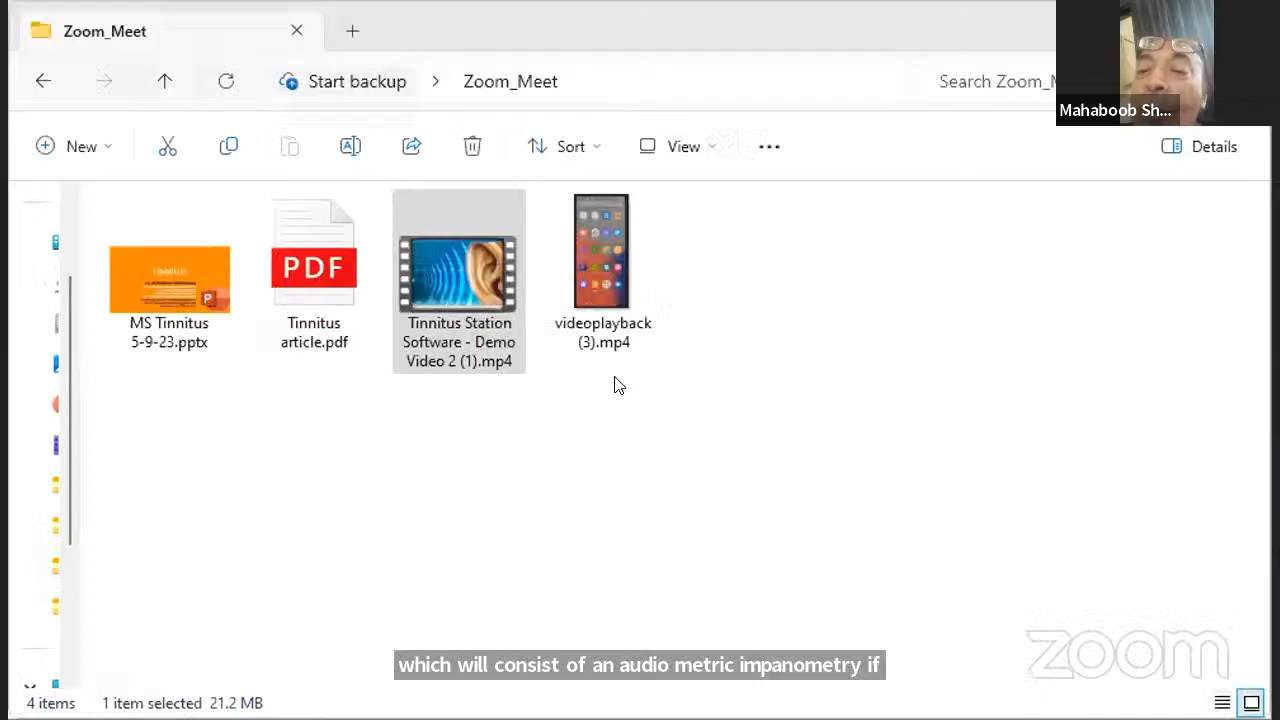 Zoom_Meet
Start backup > Zoom_Meet
Search Zoom_M
Mahaboob Sh...
New
Sort
View
Details
PDF
MS Tinnitus
5-9-23.pptx
Tinnitus
article.pdf
Tinnitus Station
Software - Demo
Video 2 (1).mp4
videoplayback
(3).mp4
which will consist of an audio metric impanometry if
zoom
4 items
1 item selected 21.2 MB